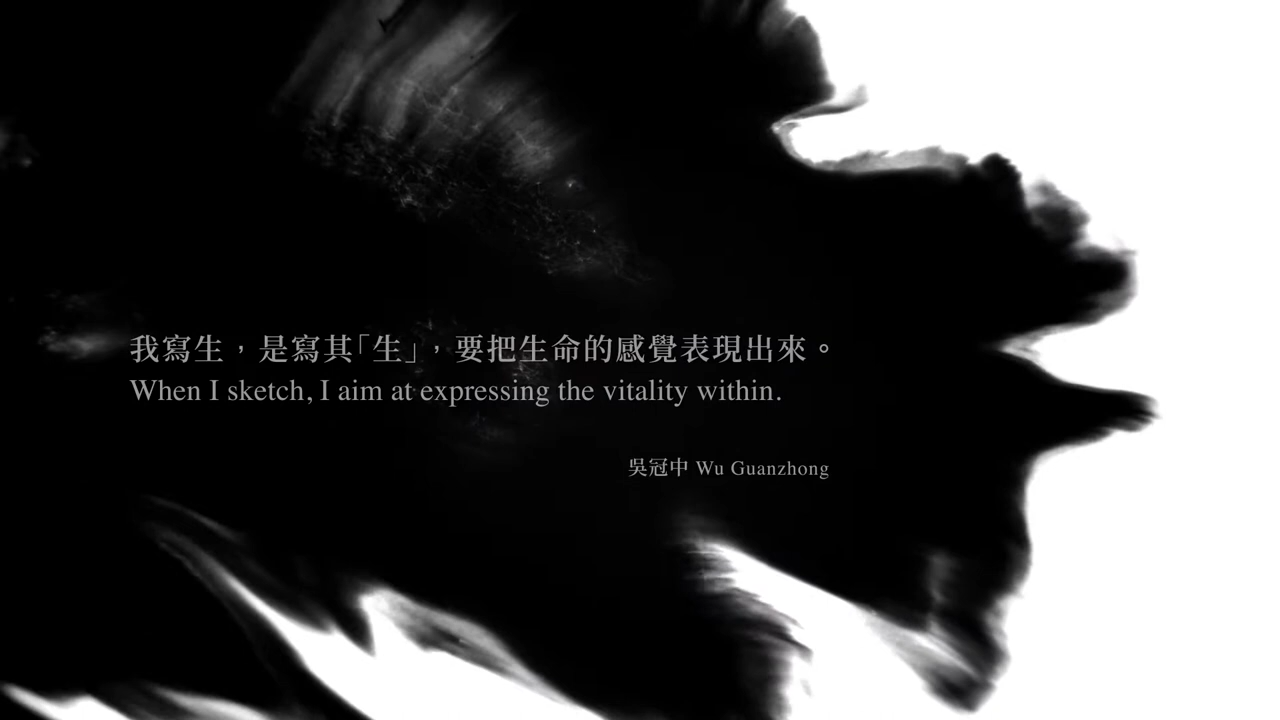 我寫生，是寫其「生」，要把生命的感覺表現出來。
When I sketch, I aim at expressing the vitality within.
吳冠中 Wu Guanzhong